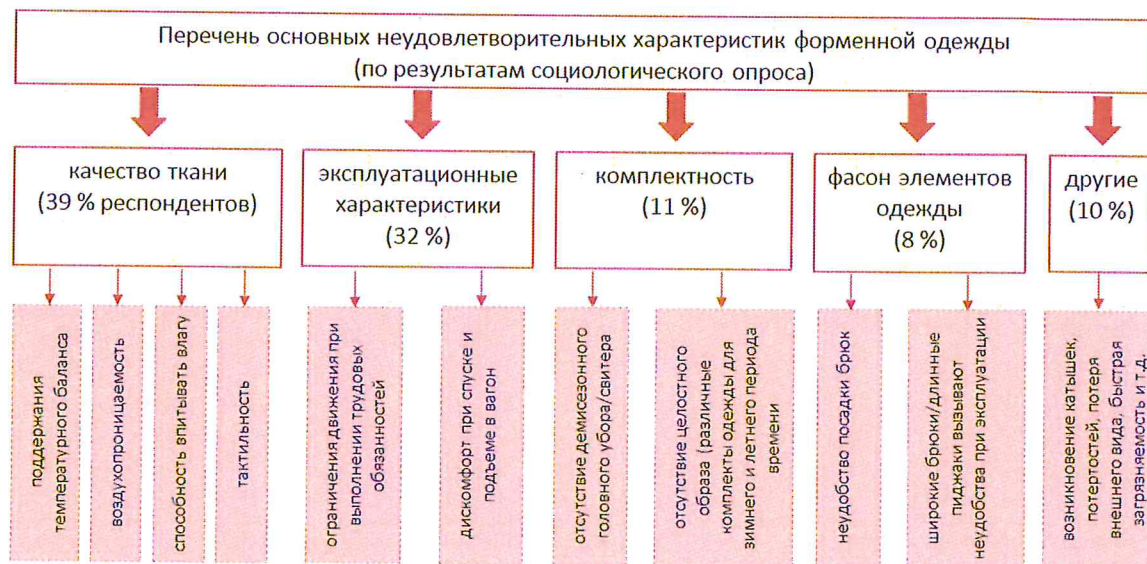 Перечень основных неудовлетворительных характеристик форменной одежды
(по результатам социологического опроса)
качество ткани
(39 % респондентов)
эксплуатационные
характеристики
(32 %)
комплектность
(11 %)
фасон элементов
одежды
(8 %)
другие
(10 %)
поддержания
температурного баланса
воздухопроницаемость
способность впитывать влагу
тактильность
ограничения движения при
выполнении трудовых
обязанностей
дискомфорт при спуске и
подъеме в вагон
отсутствие демисезонного
головного убора/свитера
отсутствие целостного
образа (различные
комплекты одежды для
зимнего и летнего периода
времени
неудобство посадки брюк
широкие брюки/длинные
пиджаки вызывают
неудобства при эксплуатации
возникновение катышек,
потертостей, потеря
внешнего вида, быстрая
загрязняемость и т.д.